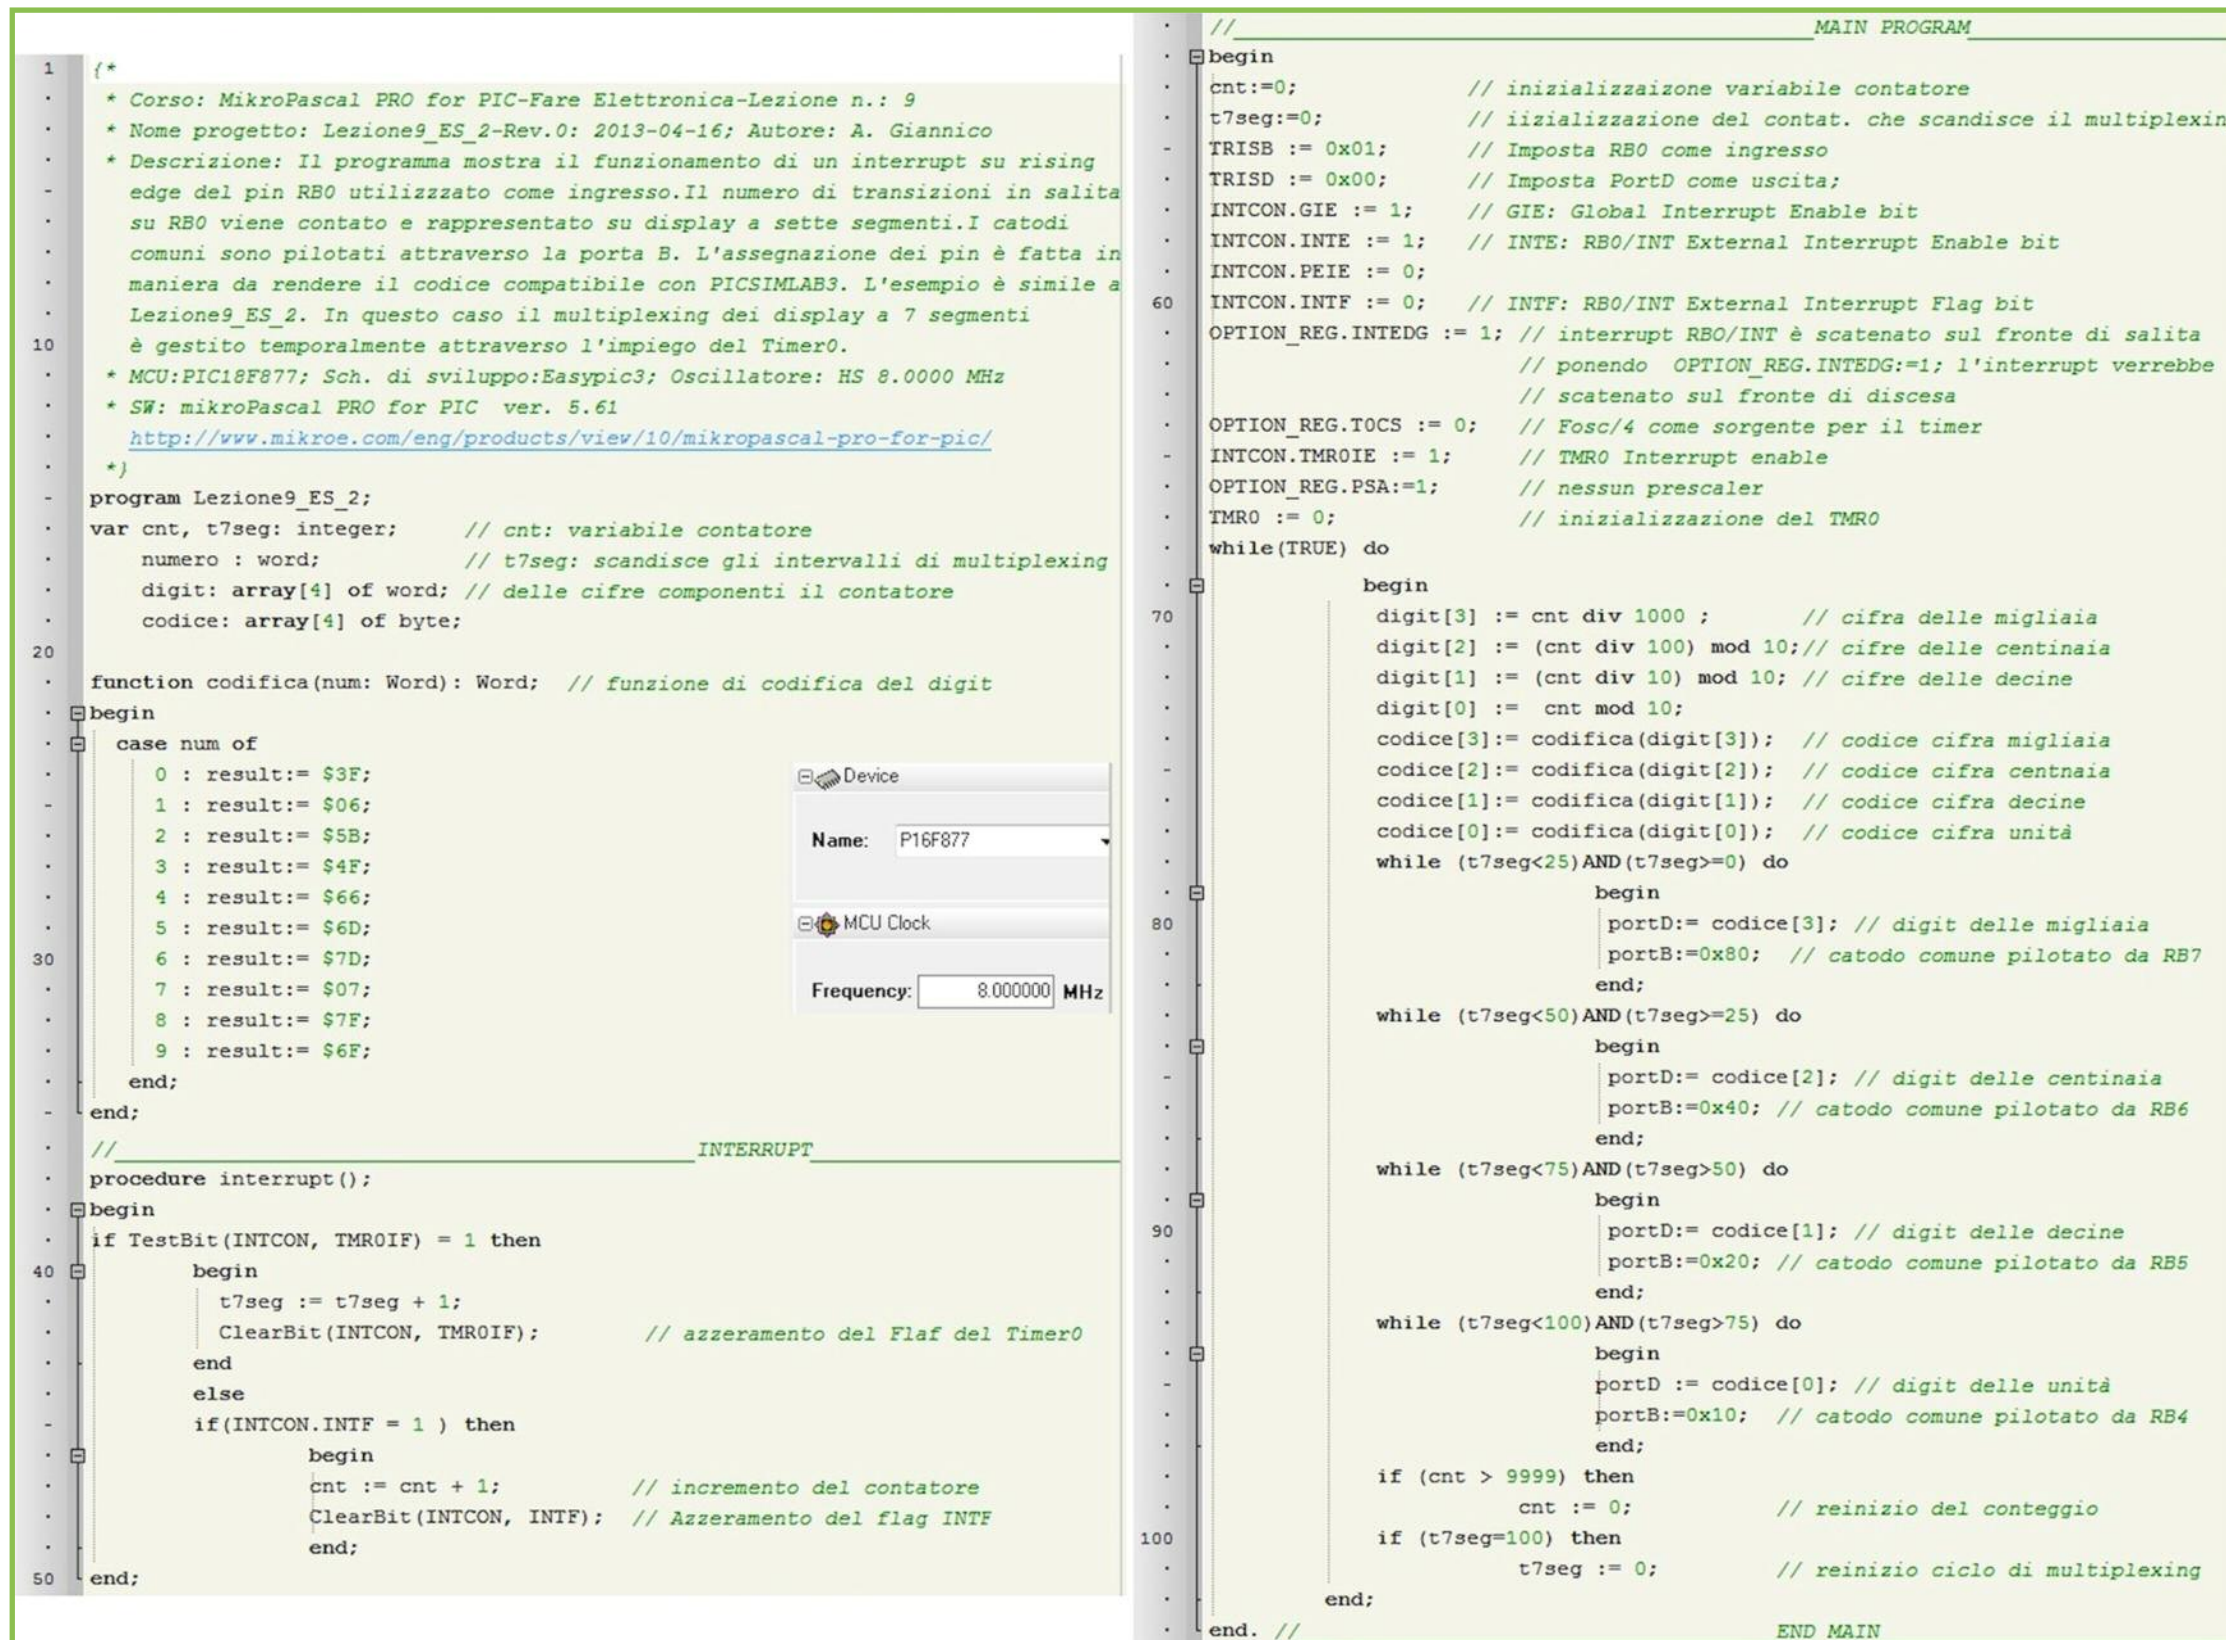 {*
* Corso: MikroPascal PRO for PIC-Fare Elettronica-Lezione n.: 9
* Nome progetto: Lezione9_ES_2-Rev.0: 2013-04-16; Autore: A. Giannico
* Descrizione: Il programma mostra il funzionamento di un interrupt su rising
edge del pin RB0 utilizzzato come ingresso.Il numero di transizioni in salita
su RB0 viene contato e rappresentato su display a sette segmenti.I catodi
comuni sono pilotati attraverso la porta B. L'assegnazione dei pin è fatta in
maniera da rendere il codice compatibile con PICSIMLAB3. L'esempio è simile a
Lezione9_ES_2. In questo caso il multiplexing dei display a 7 segmenti
è gestito temporalmente attraverso l'impiego del Timer0.
* MCU:PIC18F877; Sch. di sviluppo:Easypic3; Oscillatore: HS 8.0000 MHz
* SW: mikroPascal PRO for PIC  ver. 5.61
http://www.mikroe.com/eng/products/view/10/mikropascal-pro-for-pic/
*}
program Lezione9_ES_2;
var cnt, t7seg: integer;     // cnt: variabile contatore
numero : word;         // t7seg: scandisce gli intervalli di multiplexing
digit: array[4] of word; // delle cifre componenti il contatore
codice: array[4] of byte;
function codifica(num: Word): Word;  // funzione di codifica del digit
begin
case num of
0 : result:= $3F;
1 : result:= $06;
2 : result:= $5B;
3 : result:= $4F;
4 : result:= $66;
5 : result:= $6D;
6 : result:= $7D;
7 : result:= $07;
8 : result:= $7F;
9 : result:= $6F;
end;
end;
Device
Name: P16F877
MCU Clock
Frequency: 8.000000 MHz
//____INTERRUPT____
procedure interrupt();
begin
if TestBit(INTCON, TMR0IF) = 1 then
begin
t7seg := t7seg + 1;
ClearBit(INTCON, TMR0IF);        // azzeramento del Flaf del Timer0
end
else
if(INTCON.INTF = 1 ) then
begin
cnt := cnt + 1;          // incremento del contatore
ClearBit(INTCON, INTF);  // Azzeramento del flag INTF
end;
end;
1
10
20
30
40
50
//____MAIN PROGRAM____
begin
cnt:=0;             // inizializzaizone variabile contatore
t7seg:=0;           // iizializzazione del contat. che scandisce il multiplexin
TRISB := 0x01;      // Imposta RB0 come ingresso
TRISD := 0x00;      // Imposta PortD come uscita;
INTCON.GIE := 1;    // GIE: Global Interrupt Enable bit
INTCON.INTE := 1;   // INTE: RB0/INT External Interrupt Enable bit
INTCON.PEIE := 0;
INTCON.INTF := 0;   // INTF: RB0/INT External Interrupt Flag bit
OPTION_REG.INTEDG := 1; // interrupt RBO/INT è scatenato sul fronte di salita
// ponendo  OPTION_REG.INTEDG:=1; l'interrupt verrebbe
// scatenato sul fronte di discesa
OPTION_REG.T0CS := 0;   // Fosc/4 come sorgente per il timer
INTCON.TMR0IE := 1;     // TMR0 Interrupt enable
OPTION_REG.PSA:=1;      // nessun prescaler
TMR0 := 0;              // inizializzazione del TMR0
while(TRUE) do
begin
digit[3] := cnt div 1000 ;       // cifra delle migliaia
digit[2] := (cnt div 100) mod 10;// cifre delle centinaia
digit[1] := (cnt div 10) mod 10; // cifre delle decine
digit[0] :=  cnt mod 10;
codice[3]:= codifica(digit[3]);  // codice cifra migliaia
codice[2]:= codifica(digit[2]);  // codice cifra centnaia
codice[1]:= codifica(digit[1]);  // codice cifra decine
codice[0]:= codifica(digit[0]);  // codice cifra unità
while (t7seg<25)AND(t7seg>=0) do
begin
portD:= codice[3]; // digit delle migliaia
portB:=0x80;  // catodo comune pilotato da RB7
end;
while (t7seg<50)AND(t7seg>=25) do
begin
portD:= codice[2]; // digit delle centinaia
portB:=0x40; // catodo comune pilotato da RB6
end;
while (t7seg<75)AND(t7seg>50) do
begin
portD:= codice[1]; // digit delle decine
portB:=0x20; // catodo comune pilotato da RB5
end;
while (t7seg<100)AND(t7seg>75) do
begin
portD := codice[0]; // digit delle unità
portB:=0x10;  // catodo comune pilotato da RB4
end;
if (cnt > 9999) then
cnt := 0;           // reinizio del conteggio
if (t7seg=100) then
t7seg := 0;         // reinizio ciclo di multiplexing
end;
end. //    END MAIN
60
70
80
90
100